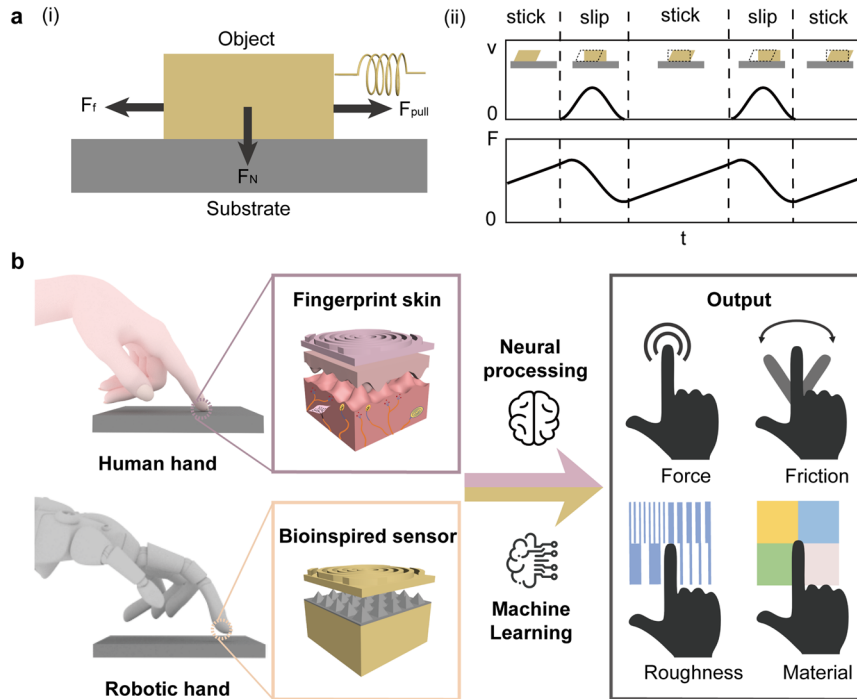 a (i)
Object
Ff
Fpull
FN
Substrate
(ii)
stick slip stick slip stick
v
0
F
0
t
b
Fingerprint skin
Human hand
Neural
processing
Robotic hand
Bioinspired sensor
Machine
Learning
Output
Force Friction
Roughness Material